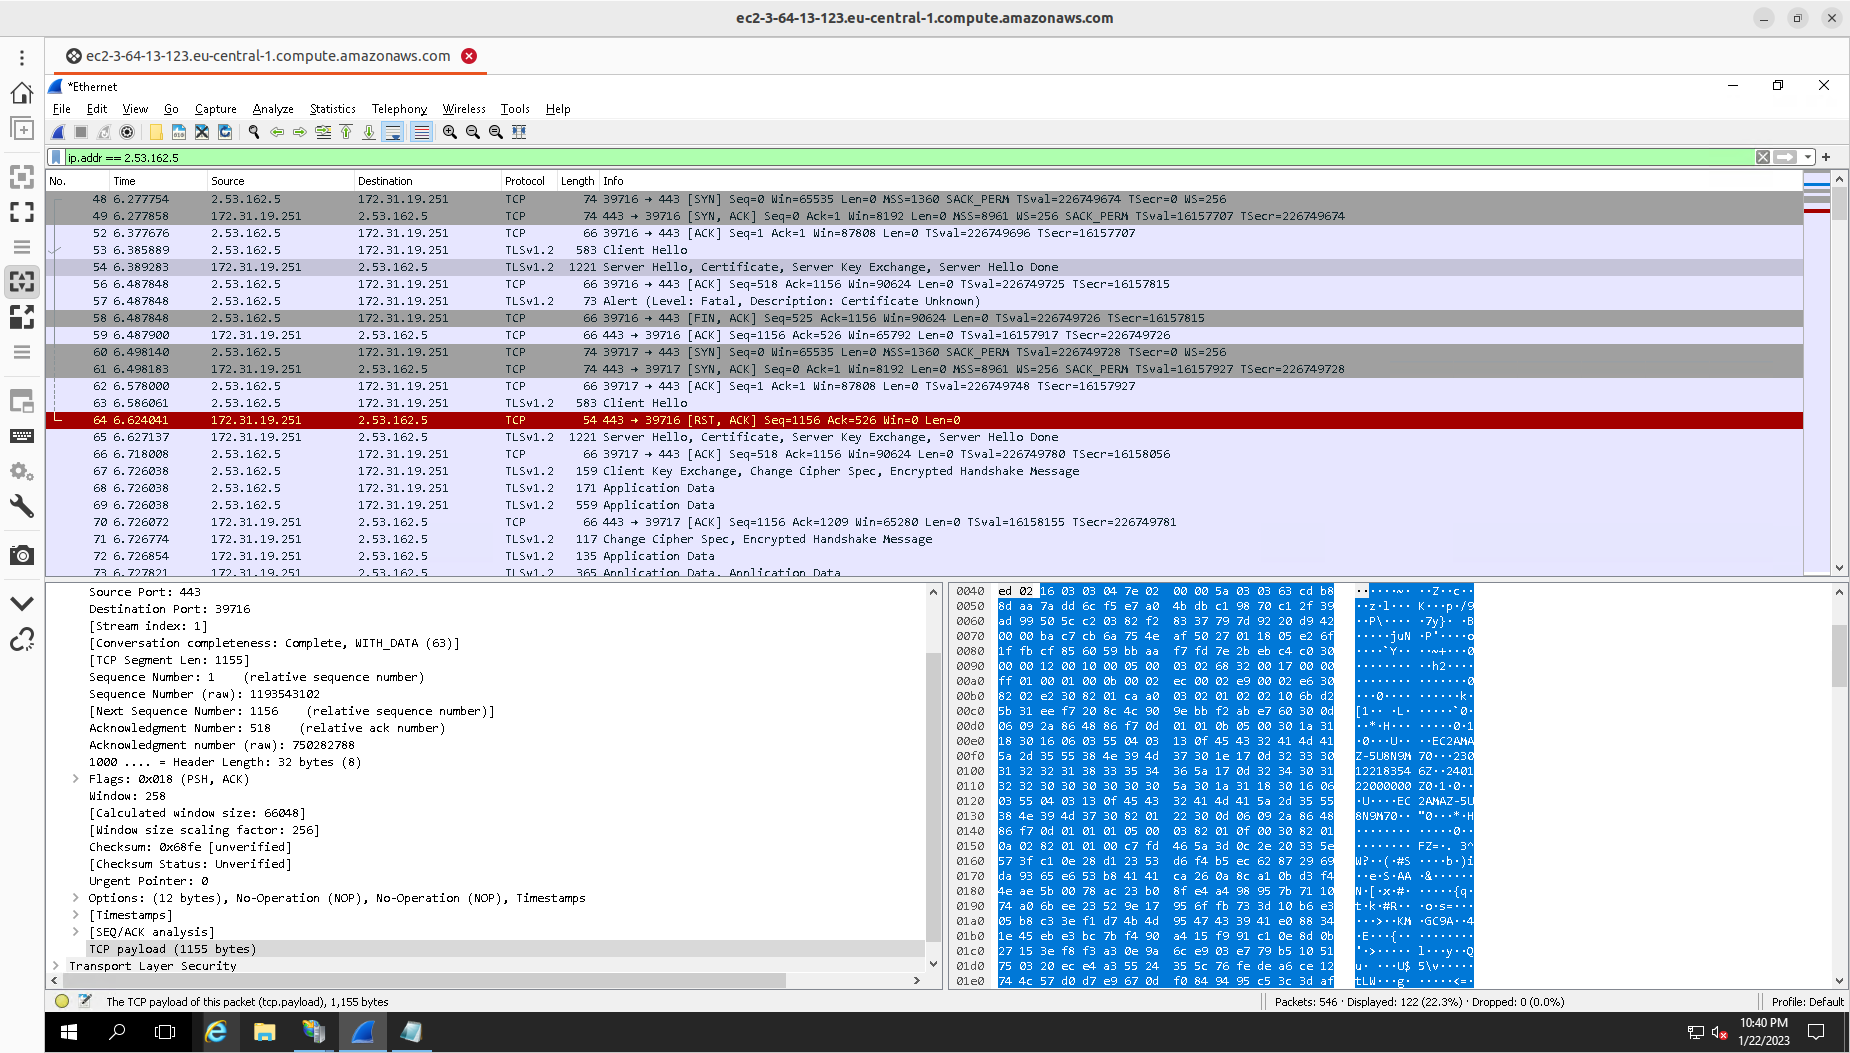 ec2-3-64-13-123.eu-central-1.compute.amazonaws.com
ec2-3-64-13-123.eu-central-1.compute.amazonaws.com
*Ethernet
File Edit View Go Capture Analyze Statistics Telephony Wireless Tools Help
ip.addr == 2.53.162.5
No. Time Source Destination Protocol Length Info
48 6.277754 2.53.162.5 172.31.19.251 TCP 74 39716 → 443 [SYN] Seq=0 Win=65535 Len=0 MSS=1360 SACK_PERM TSval=226749674 TSecr=0 WS=256
49 6.277858 172.31.19.251 2.53.162.5 TCP 74 443 → 39716 [SYN, ACK] Seq=0 Ack=1 Win=8192 Len=0 MSS=8961 WS=256 SACK_PERM TSval=16157707 TSecr=226749674
52 6.377676 2.53.162.5 172.31.19.251 TCP 66 39716 → 443 [ACK] Seq=1 Ack=1 Win=87808 Len=0 TSval=226749696 TSecr=16157707
53 6.385889 2.53.162.5 172.31.19.251 TLSv1.2 583 Client Hello
54 6.389283 172.31.19.251 2.53.162.5 TLSv1.2 1221 Server Hello, Certificate, Server Key Exchange, Server Hello Done
56 6.487848 2.53.162.5 172.31.19.251 TCP 66 39716 → 443 [ACK] Seq=518 Ack=1156 Win=90624 Len=0 TSval=226749725 TSecr=16157815
57 6.487848 2.53.162.5 172.31.19.251 TLSv1.2 73 Alert (Level: Fatal, Description: Certificate Unknown)
58 6.487848 2.53.162.5 172.31.19.251 TCP 66 39716 → 443 [FIN, ACK] Seq=525 Ack=1156 Win=90624 Len=0 TSval=226749726 TSecr=16157815
59 6.487900 172.31.19.251 2.53.162.5 TCP 66 443 → 39716 [ACK] Seq=1156 Ack=526 Win=65792 Len=0 TSval=16157917 TSecr=226749726
60 6.498140 2.53.162.5 172.31.19.251 TCP 74 39717 → 443 [SYN] Seq=0 Win=65535 Len=0 MSS=1360 SACK_PERM TSval=226749728 TSecr=0 WS=256
61 6.498183 172.31.19.251 2.53.162.5 TCP 74 443 → 39717 [SYN, ACK] Seq=0 Ack=1 Win=8192 Len=0 MSS=8961 WS=256 SACK_PERM TSval=16157927 TSecr=226749728
62 6.578000 2.53.162.5 172.31.19.251 TCP 66 39717 → 443 [ACK] Seq=1 Ack=1 Win=87808 Len=0 TSval=226749748 TSecr=16157927
63 6.586061 2.53.162.5 172.31.19.251 TLSv1.2 583 Client Hello
64 6.624041 172.31.19.251 2.53.162.5 TCP 54 443 → 39716 [RST, ACK] Seq=1156 Ack=526 Win=0 Len=0
65 6.627137 172.31.19.251 2.53.162.5 TLSv1.2 1221 Server Hello, Certificate, Server Key Exchange, Server Hello Done
66 6.718008 2.53.162.5 172.31.19.251 TCP 66 39717 → 443 [ACK] Seq=518 Ack=1156 Win=90624 Len=0 TSval=226749780 TSecr=16158056
67 6.726038 2.53.162.5 172.31.19.251 TLSv1.2 159 Client Key Exchange, Change Cipher Spec, Encrypted Handshake Message
68 6.726038 2.53.162.5 172.31.19.251 TLSv1.2 171 Application Data
69 6.726038 2.53.162.5 172.31.19.251 TLSv1.2 559 Application Data
70 6.726072 172.31.19.251 2.53.162.5 TCP 66 443 → 39717 [ACK] Seq=1156 Ack=1209 Win=65280 Len=0 TSval=16158155 TSecr=226749781
71 6.726774 172.31.19.251 2.53.162.5 TLSv1.2 117 Change Cipher Spec, Encrypted Handshake Message
72 6.726854 172.31.19.251 2.53.162.5 TLSv1.2 135 Application Data
73 6.727821 172.31.19.251 2.53.162.5 TLSv1.2 365 Application Data, Application Data
Source Port: 443
Destination Port: 39716
[Stream index: 1]
[Conversation completeness: Complete, WITH_DATA (63)]
[TCP Segment Len: 1155]
Sequence Number: 1 (relative sequence number)
Sequence Number (raw): 1193543102
[Next Sequence Number: 1156 (relative sequence number)]
Acknowledgment Number: 518 (relative ack number)
Acknowledgment number (raw): 750282788
1000 .... = Header Length: 32 bytes (8)
Flags: 0x018 (PSH, ACK)
Window: 258
[Calculated window size: 66048]
[Window size scaling factor: 256]
Checksum: 0x68fe [unverified]
[Checksum Status: Unverified]
Urgent Pointer: 0
Options: (12 bytes), No-Operation (NOP), No-Operation (NOP), Timestamps
[Timestamps]
[SEQ/ACK analysis]
TCP payload (1155 bytes)
Transport Layer Security
0040 ed 02 16 03 03 04 7e 02 00 00 5a 03 03 63 cd b8
0050 8d aa 7a dd 6c f5 e7 a0 4b db c1 98 70 c1 2f 39
0060 ad 99 50 5c c2 03 82 f2 83 37 79 7d 92 20 d9 42
0070 00 00 ba c7 cb 6a 75 4e af 50 27 01 18 05 e2 6f
0080 1f fb cf 85 60 59 bb aa f7 fd 7e 2b eb c4 c0 30
0090 00 00 12 00 10 00 05 00 03 02 68 32 00 17 00 00
00a0 ff 01 00 01 00 0b 00 02 ec 00 02 e9 00 02 e6 30
00b0 82 02 e2 30 82 01 ca a0 03 02 01 02 02 10 6b d2
00c0 5b 31 ee f7 20 8c 4c 90 9e bb f2 ab e7 60 30 0d
00d0 06 09 2a 86 48 86 f7 0d 01 01 0b 05 00 30 1a 31
00e0 18 30 16 06 03 55 04 03 13 0f 45 43 32 41 4d 41
00f0 5a 2d 35 55 38 4e 39 4d 37 30 1e 17 0d 32 33 30
0100 31 32 32 31 38 33 35 34 36 5a 17 0d 32 34 30 31
0110 32 32 30 30 30 30 30 30 5a 30 1a 31 18 30 16 06
0120 03 55 04 03 13 0f 45 43 32 41 4d 41 5a 2d 35 55
0130 38 4e 39 4d 37 30 82 01 22 30 0d 06 09 2a 86 48
0140 86 f7 0d 01 01 01 05 00 03 82 01 0f 00 30 82 01
0150 0a 02 82 01 01 00 c7 fd 46 5a 3d 0c 2e 20 33 5e
0160 57 3f c1 0e 28 d1 23 53 d6 f4 b5 ec 62 87 29 69
0170 da 93 65 e6 53 b8 41 41 ca 26 0a 8c a1 0b d3 f4
0180 4e ae 5b 00 78 ac 23 b0 8f e4 a4 98 95 7b 71 10
0190 74 a0 6b ee 23 52 9e 17 95 6f fb 73 3d 10 b6 e3
01a0 05 b8 c3 3e f1 d7 4b 4d 95 47 43 39 41 e0 88 34
01b0 1e 45 eb e3 bc 7b f4 90 a4 15 f9 91 c1 0e 8d 0b
01c0 27 15 3e f8 f3 a3 0e 9a 6c e9 03 e7 79 b5 10 51
01d0 75 03 20 ec e4 a3 55 24 35 5c 76 fe de a6 ce 12
01e0 74 4c 57 d0 d7 e9 67 0d f0 84 94 95 c5 3c 3d af
The TCP payload of this packet (tcp.payload), 1,155 bytes
Packets: 546 · Displayed: 122 (22.3%) · Dropped: 0 (0.0%)
Profile: Default
10:40 PM
1/22/2023